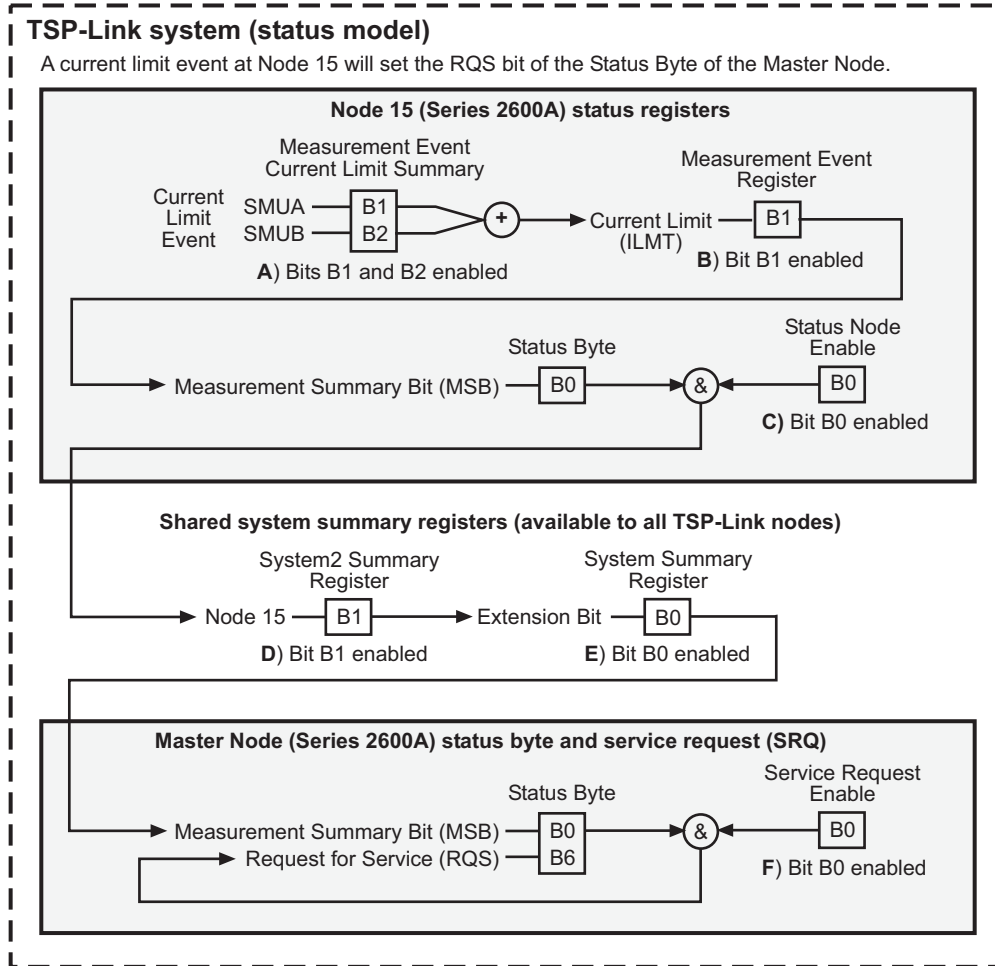 TSP-Link system (status model)
A current limit event at Node 15 will set the RQS bit of the Status Byte of the Master Node.
Node 15 (Series 2600A) status registers
Measurement Event
Current Limit Summary
Measurement Event
Register
Current
Limit
Event
SMUA
B1
SMUB
B2
+
Current Limit
(ILMT)
B1
A) Bits B1 and B2 enabled
B) Bit B1 enabled
Status Byte
Status Node
Enable
Measurement Summary Bit (MSB)
B0
&
B0
C) Bit B0 enabled
Shared system summary registers (available to all TSP-Link nodes)
System2 Summary
Register
System Summary
Register
Node 15
B1
Extension Bit
B0
D) Bit B1 enabled
E) Bit B0 enabled
Master Node (Series 2600A) status byte and service request (SRQ)
Status Byte
Service Request
Enable
Measurement Summary Bit (MSB)
B0
&
B0
Request for Service (RQS)
B6
F) Bit B0 enabled